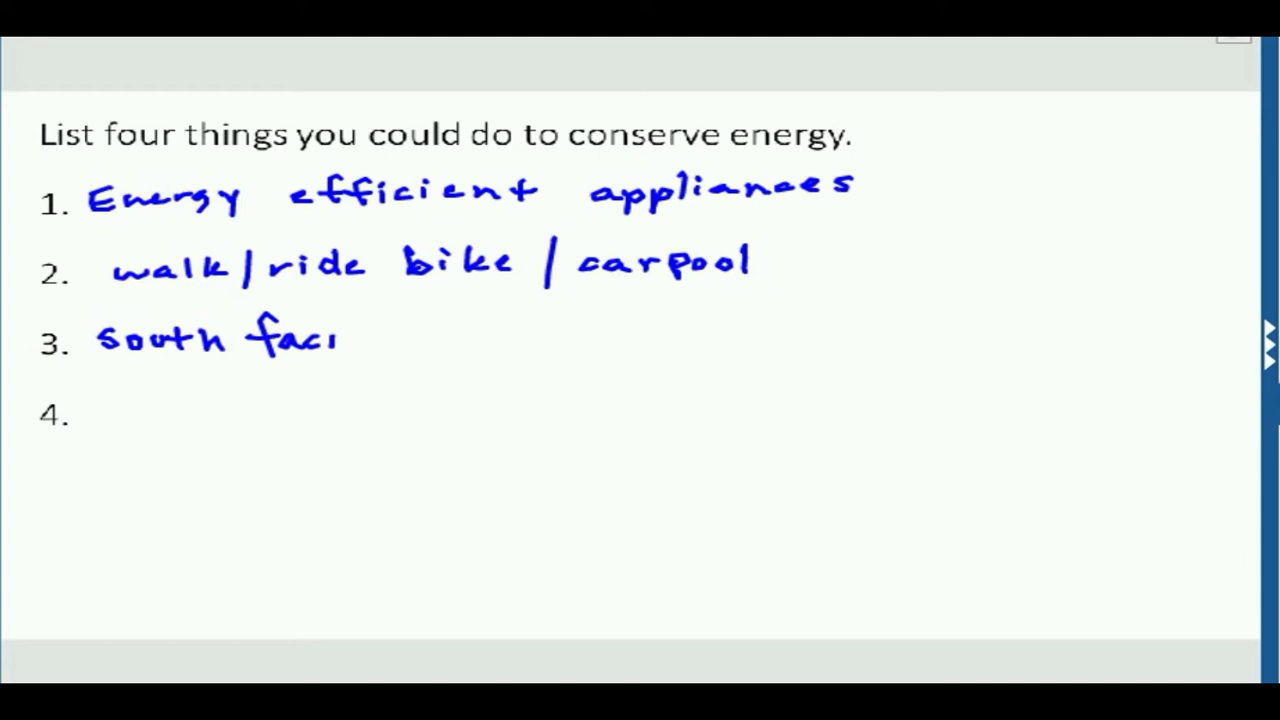 List four things you could do to conserve energy.
1. Energy efficient appliances
2. walk/ride bike / carpool
3. south faci
4.